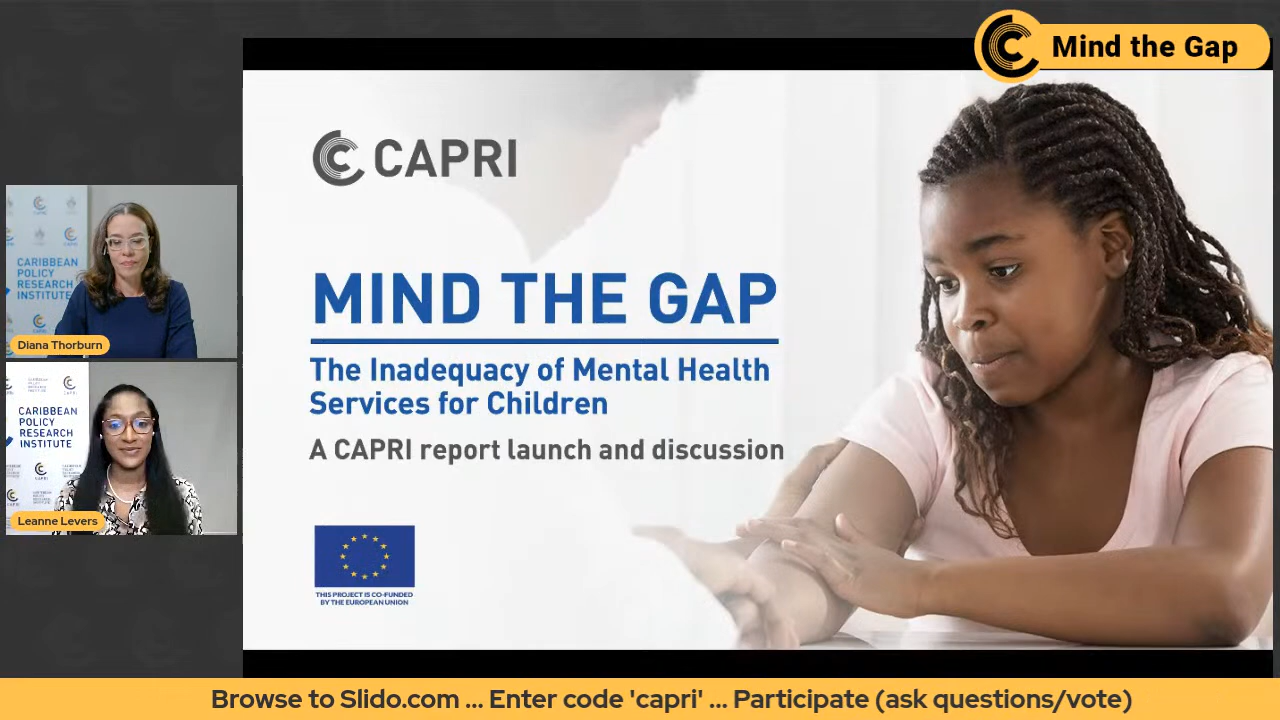 Mind the Gap
CAPRI
MIND THE GAP
The Inadequacy of Mental Health
Services for Children
A CAPRI report launch and discussion
THIS PROJECT IS CO-FUNDED
BY THE EUROPEAN UNION
CARIBBEAN
POLICY
RESEARCH
INSTITUTE
Diana Thorburn
CARIBBEAN
POLICY
RESEARCH
INSTITUTE
CAPRI
Leanne Levers
Browse to Slido.com ... Enter code 'capri' ... Participate (ask questions/vote)